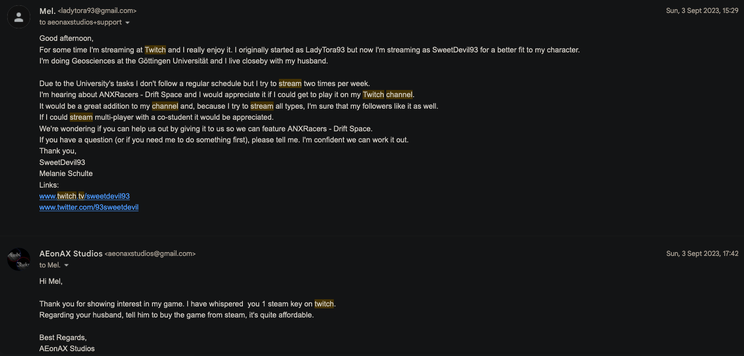 Mel. <ladytora93@gmail.com>
Sun, 3 Sept 2023, 15:29
to aeonaxstudios+support
Good afternoon,
For some time I'm streaming at Twitch and I really enjoy it. I originally started as LadyTora93 but now I'm streaming as SweetDevil93 for a better fit to my character.
I'm doing Geosciences at the Göttingen Universität and I live closeby with my husband.
Due to the University's tasks I don't follow a regular schedule but I try to stream two times per week.
I'm hearing about ANXRacers - Drift Space and I would appreciate it if I could get to play it on my Twitch channel.
It would be a great addition to my channel and, because I try to stream all types, I'm sure that my followers like it as well.
If I could stream multi-player with a co-student it would be appreciated.
We're wondering if you can help us out by giving it to us so we can feature ANXRacers - Drift Space.
If you have a question (or if you need me to do something first), please tell me. I'm confident we can work it out.
Thank you,
SweetDevil93
Melanie Schulte
Links:
www.twitch.tv/sweetdevil93
www.twitter.com/93sweetdevil
AEonAX Studios <aeonaxstudios@gmail.com>
Sun, 3 Sept 2023, 17:42
to Mel.
Hi Mel,
Thank you for showing interest in my game. I have whispered you 1 steam key on twitch.
Regarding your husband, tell him to buy the game from steam, it's quite affordable.
Best Regards,
AEonAX Studios